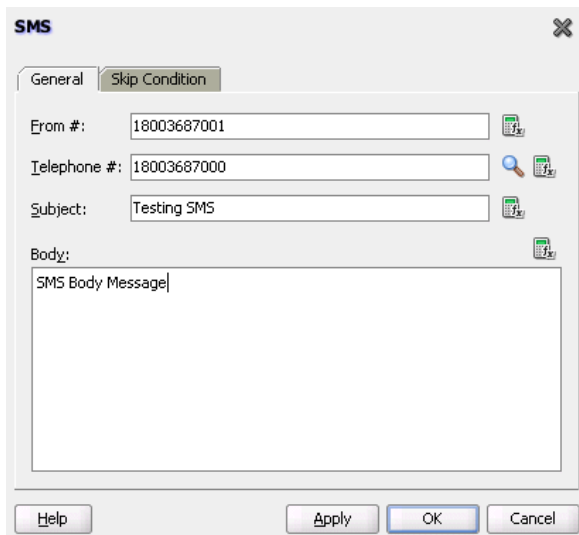 SMS
General Skip Condition
From #: 18003687001
Telephone #: 18003687000
Subject: Testing SMS
Body:
SMS Body Message
Help Apply OK Cancel